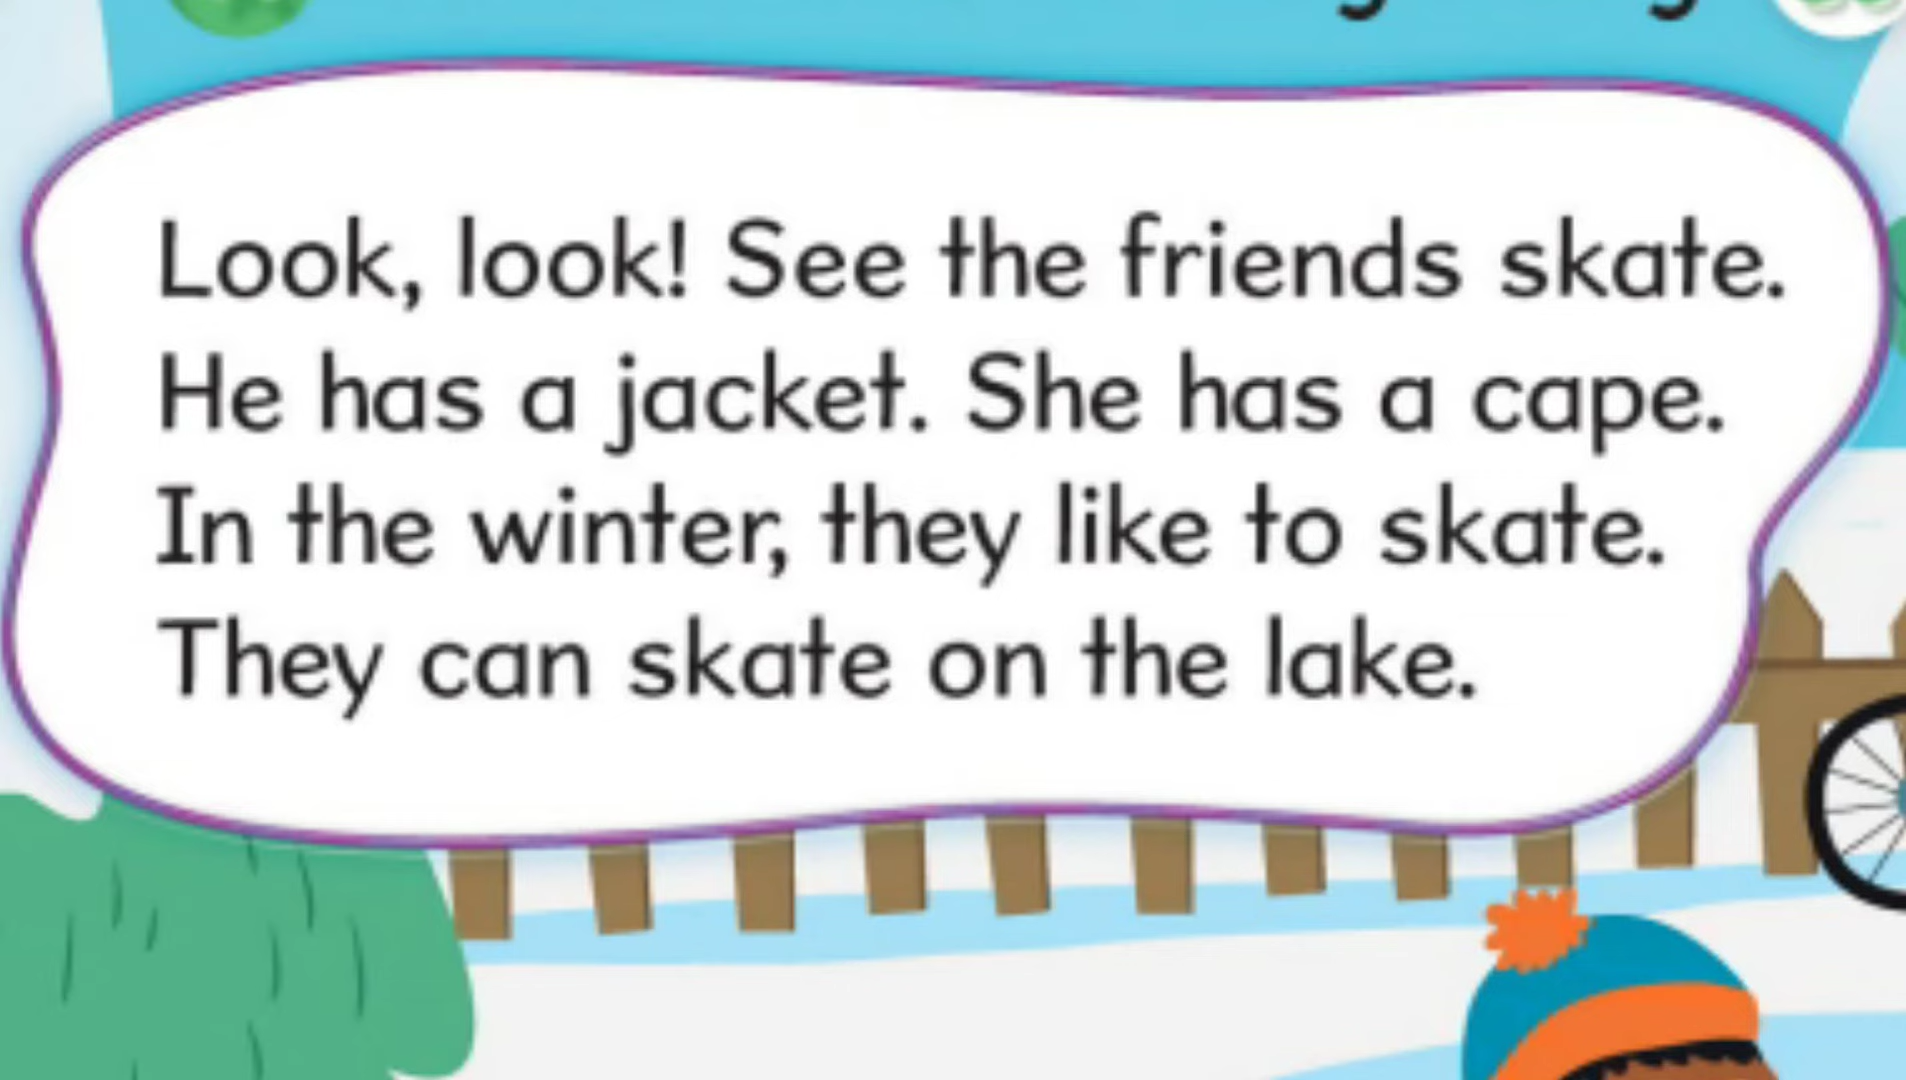 Look, look! See the friends skate.
He has a jacket. She has a cape.
In the winter, they like to skate.
They can skate on the lake.